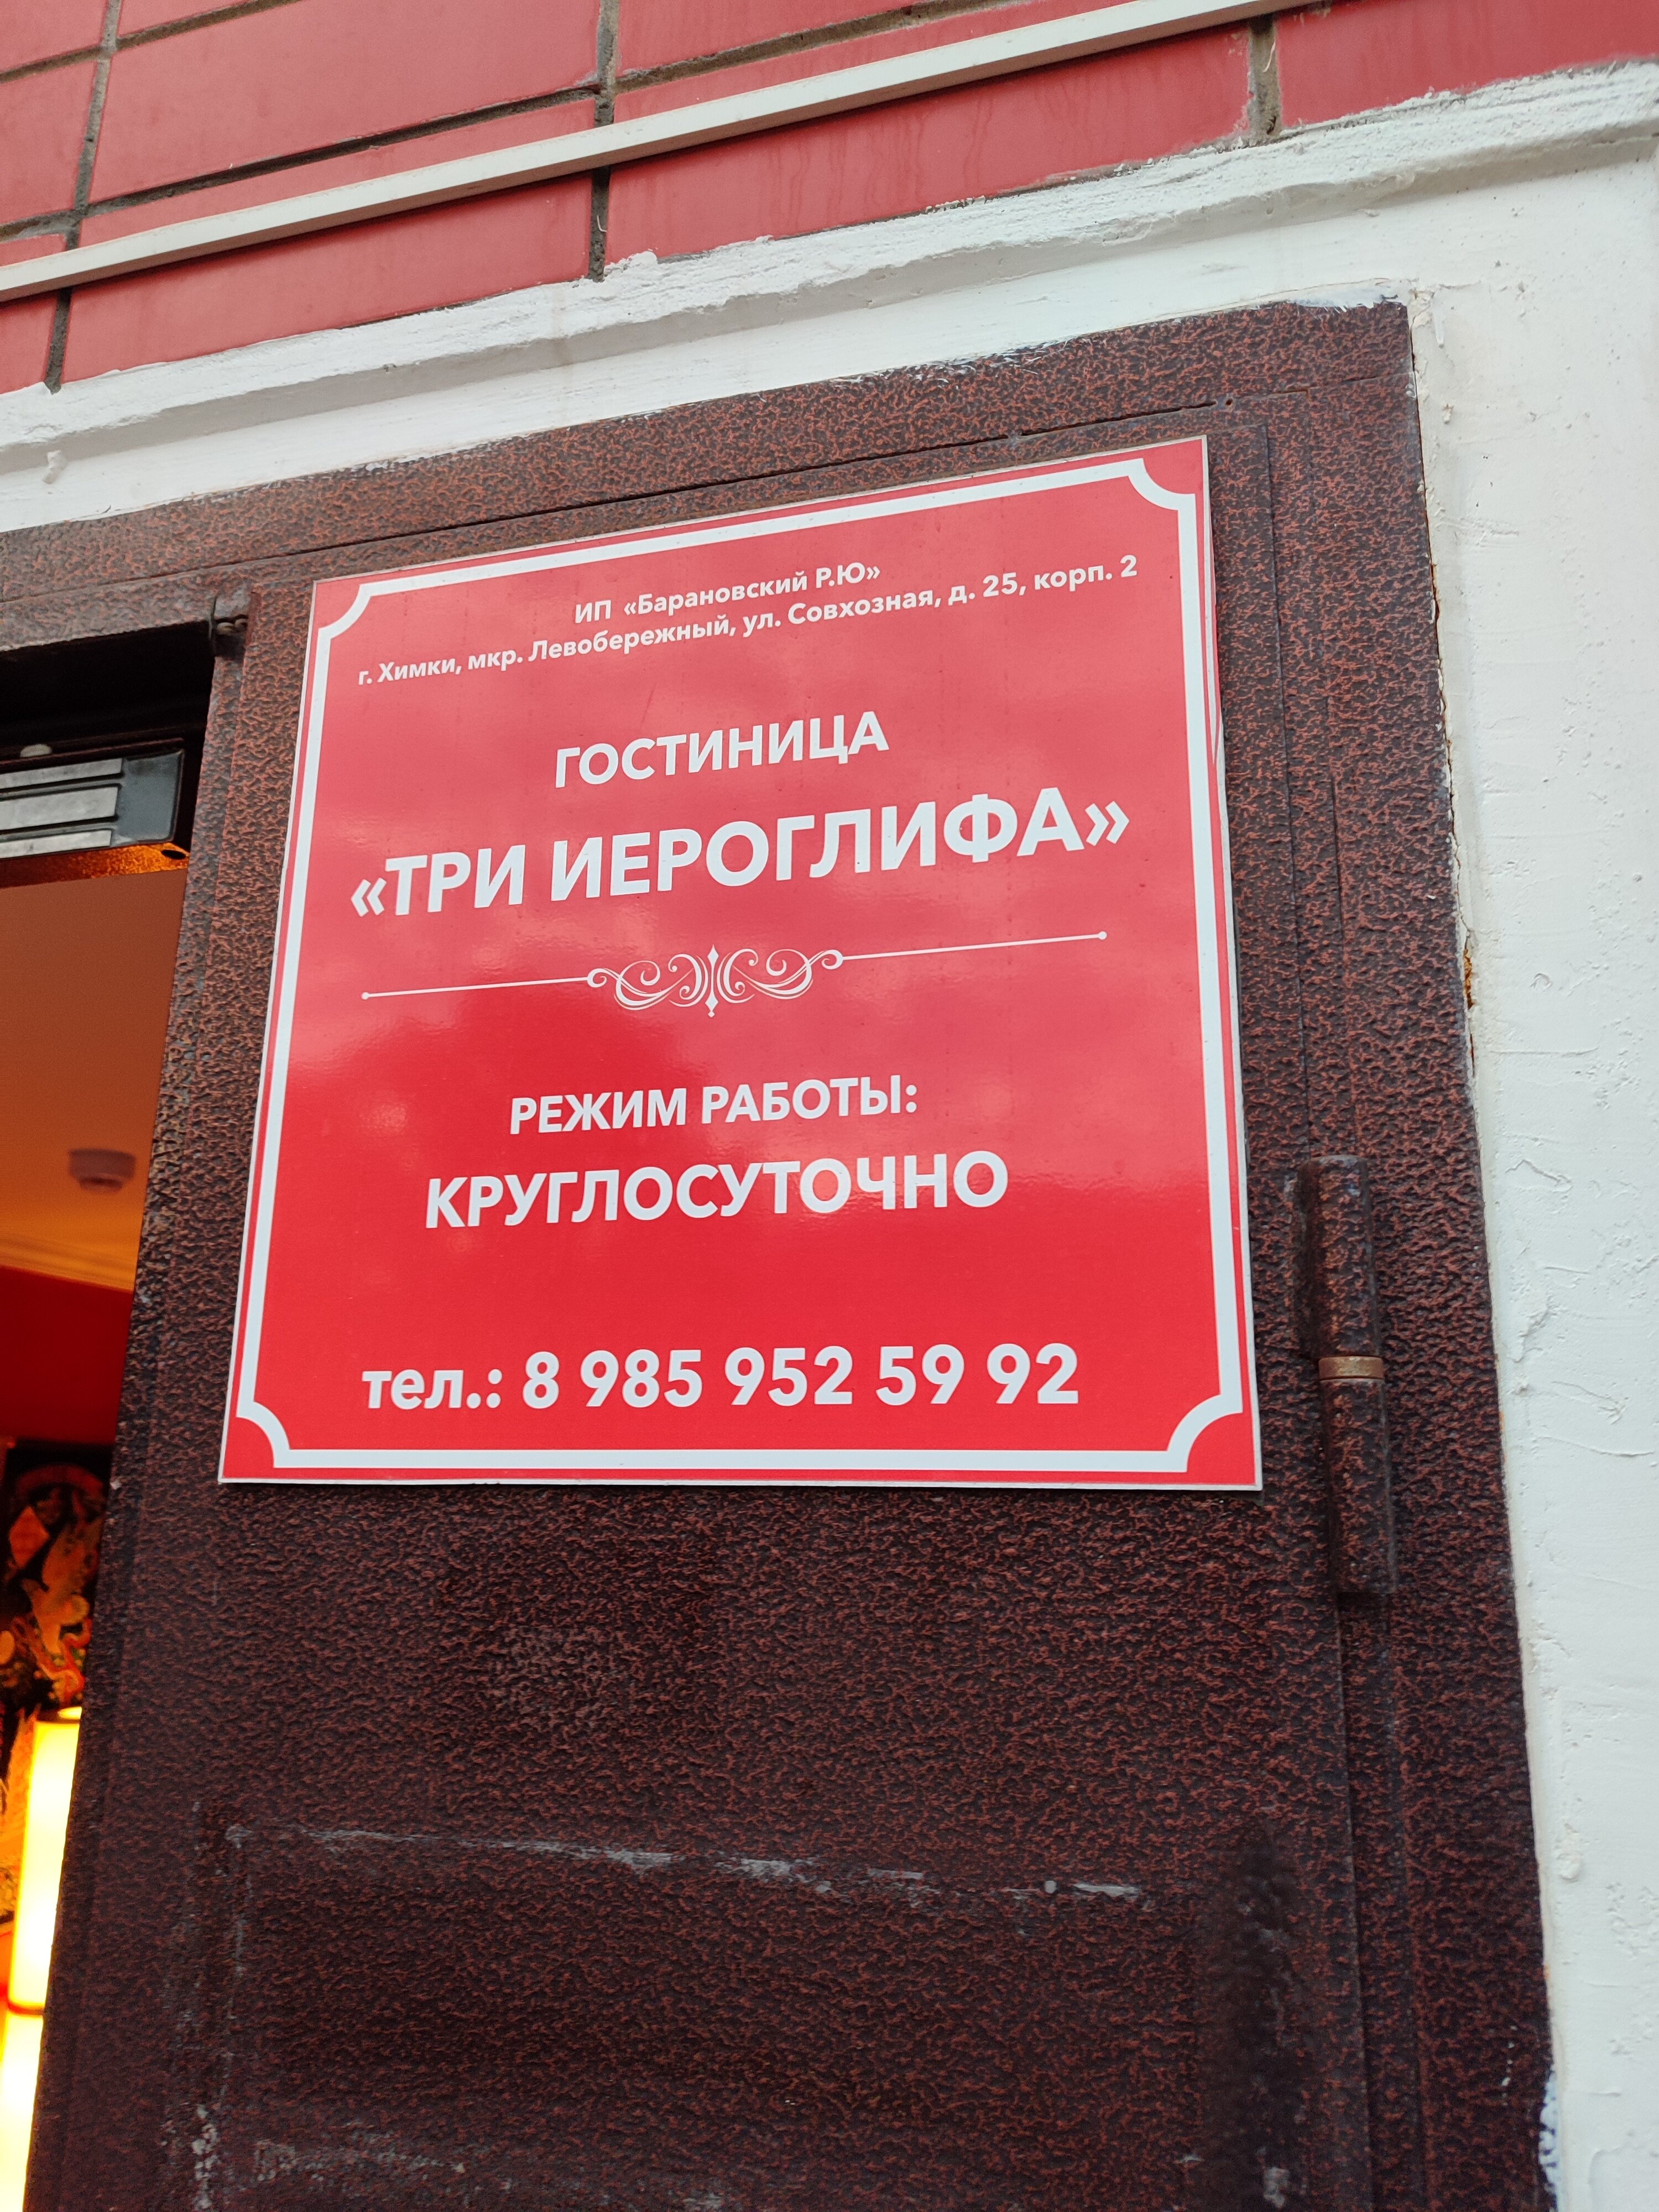 ИП «Барановский Р.Ю»
г. Химки, мкр. Левобережный, ул. Совхозная, д. 25, корп. 2
ГОСТИНИЦА
«ТРИ ИЕРОГЛИФА»
РЕЖИМ РАБОТЫ:
КРУГЛОСУТОЧНО
тел.: 8 985 952 59 92